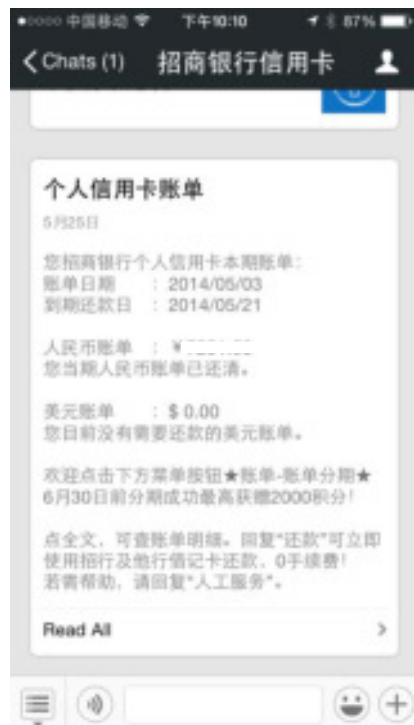 中国移动 下午10:10 87%
Chats (1) 招商银行信用卡
个人信用卡账单
5月25日
您招商银行个人信用卡本期账单:
账单日期 : 2014/05/03
到期还款日 : 2014/05/21
人民币账单 : ¥
您当期人民币账单已还清。
美元账单 : $ 0.00
您目前没有需要还款的美元账单。
欢迎点击下方菜单按钮★账单-账单分期★
6月30日前分期成功最高获赠2000积分!
点全文,可查账单明细。回复“还款”可立即
使用招行及他行借记卡还款,0手续费!
若需帮助,请回复“人工服务”。
Read All